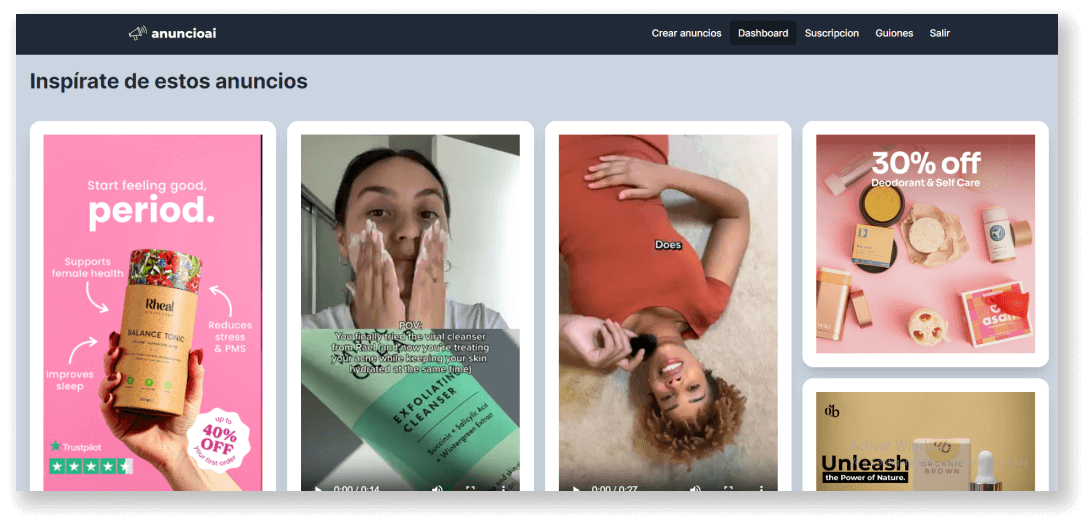 anuncioai
Crear anuncios
Dashboard
Suscripcion
Guiones
Salir
Inspírate de estos anuncios
Start feeling good,
period.
Supports
female health
Reduces
stress
& PMS
Improves
sleep
Rheal
BALANCE TONIC
up to
40%
OFF
your first order
Trustpilot
POV:
You finally tried the viral cleanser
from Rael (and now you're treating
your acne while keeping your skin
hydrated at the same time)
EXFOLIATING
CLEANSER
Succinic + Salicylic Acid
+ Wintergreen Extract
0:00 / 0:14
Does
0:00 / 0:27
30% off
Deodorant & Self Care
Unleash
the Power of Nature.
ORGANIC
BROWN